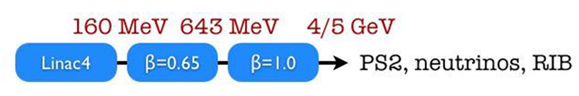 160 MeV 643 MeV 4/5 GeV
Linac4 β=0.65 β=1.0 PS2, neutrinos, RIB